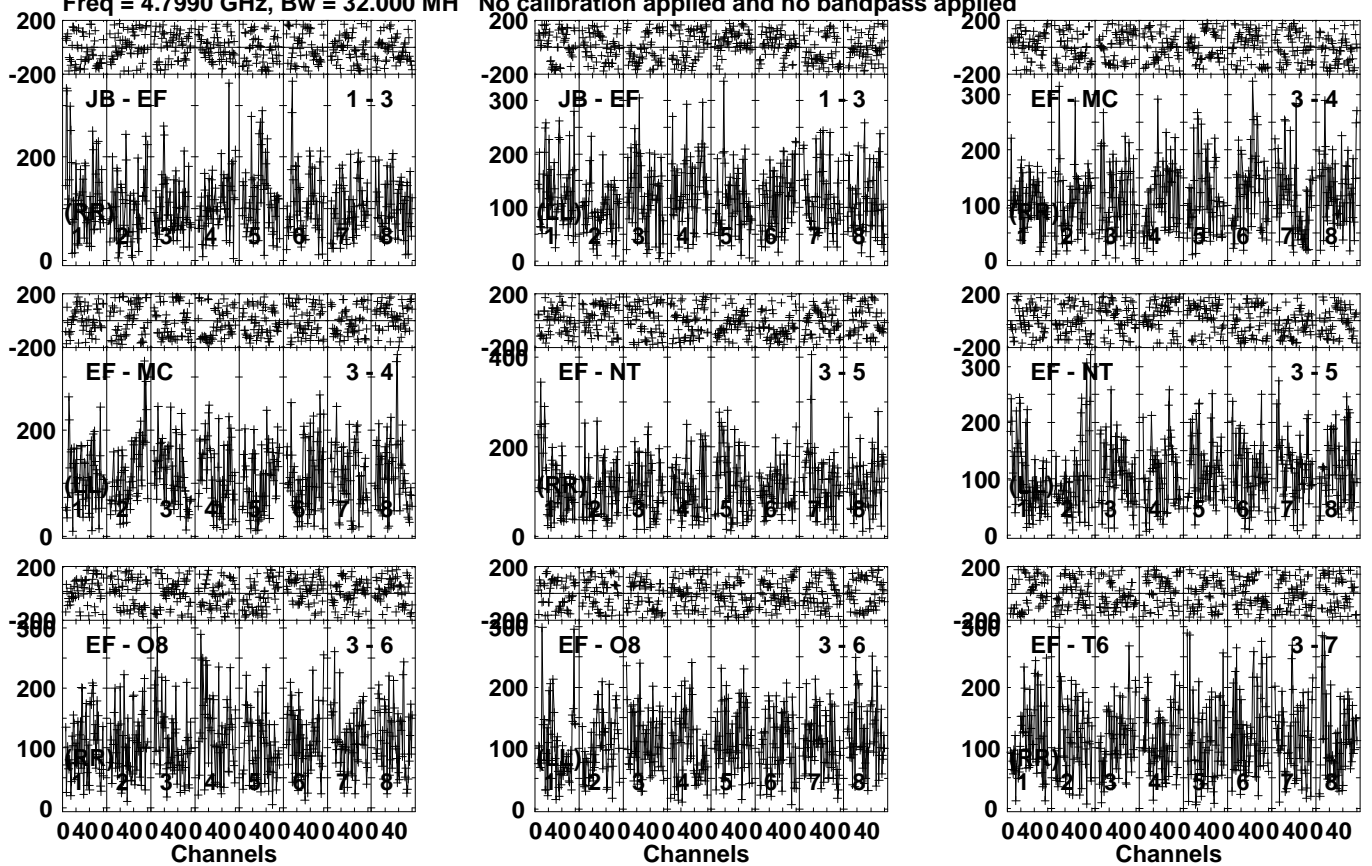 Freq = 4.7990 GHz, Bw = 32.000 MH No calibration applied and no bandpass applied
200 200 200
-200 -200 -200
JB - EF 1 - 3 JB - EF 1 - 3 EF - MC 3 - 4
300 300
200 200 200
100 100
(RR) (LL) (RR)
1 2 3 4 5 6 7 8 1 2 3 4 5 6 7 8 1 2 3 4 5 6 7 8
0 0 0
200 200 200
-200 -200 -200
400
EF - MC 3 - 4 EF - NT 3 - 5 EF - NT 3 - 5
300
200 200 200
100
(LL) (RR) (LL)
1 2 3 4 5 6 7 8 1 2 3 4 5 6 7 8 1 2 3 4 5 6 7 8
0 0 0
200 200 200
-200 -200 -200
300 300 300
EF - O8 3 - 6 EF - O8 3 - 6 EF - T6 3 - 7
200 200 200
100 100 100
(RR) (LL) (RR)
1 2 3 4 5 6 7 8 1 2 3 4 5 6 7 8 1 2 3 4 5 6 7 8
0 0 0
0 40 0 40 0 40 0 40 0 40 0 40 0 40 0 40 0 40 0 40 0 40 0 40 0 40 0 40 0 40 0 40 0 40 0 40 0 40 0 40 0 40 0 40 0 40 0 40
Channels Channels Channels